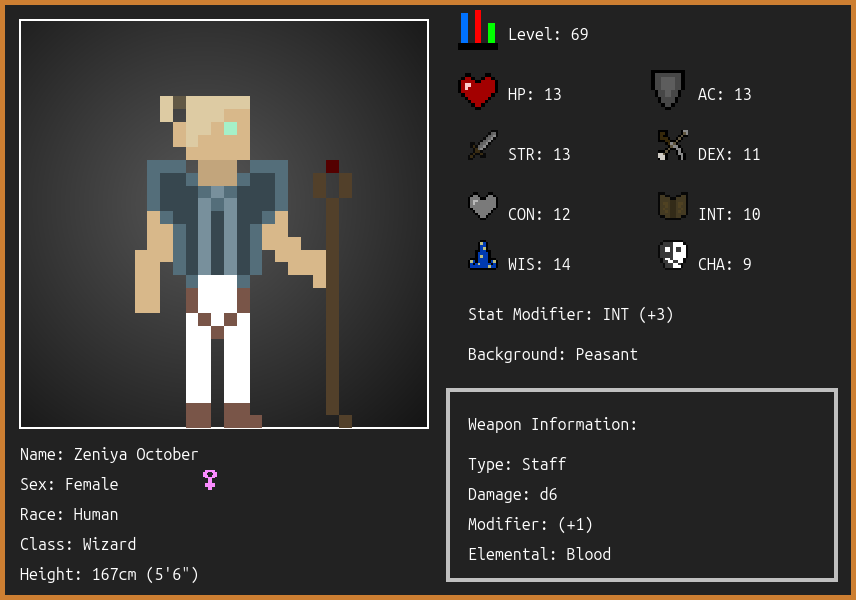 Level: 69
HP: 13
AC: 13
STR: 13
DEX: 11
CON: 12
INT: 10
WIS: 14
CHA: 9
Stat Modifier: INT (+3)
Background: Peasant
Weapon Information:
Type: Staff
Damage: d6
Modifier: (+1)
Elemental: Blood
Name: Zeniya October
Sex: Female
Race: Human
Class: Wizard
Height: 167cm (5'6")